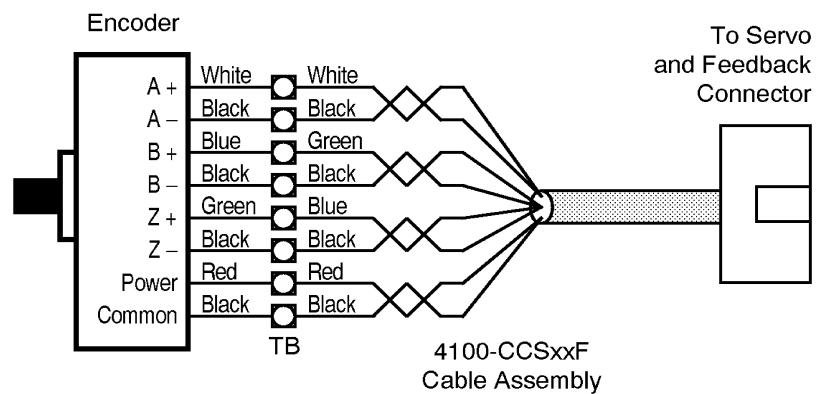 Encoder
To Servo
and Feedback
Connector
A + White White
A – Black Black
B + Blue Green
B – Black Black
Z + Green Blue
Z – Black Black
Power Red Red
Common Black Black
TB
4100-CCSxxF
Cable Assembly